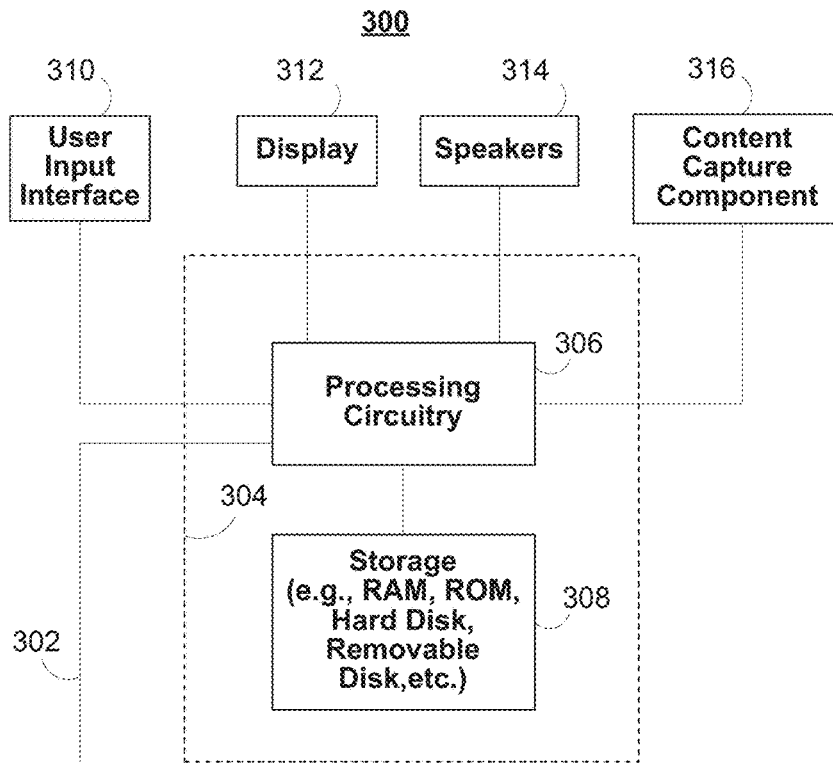 300
310
312
314
316
User
Input
Interface
Display
Speakers
Content
Capture
Component
306
Processing
Circuitry
304
Storage
(e.g., RAM, ROM,
Hard Disk,
Removable
Disk,etc.)
308
302